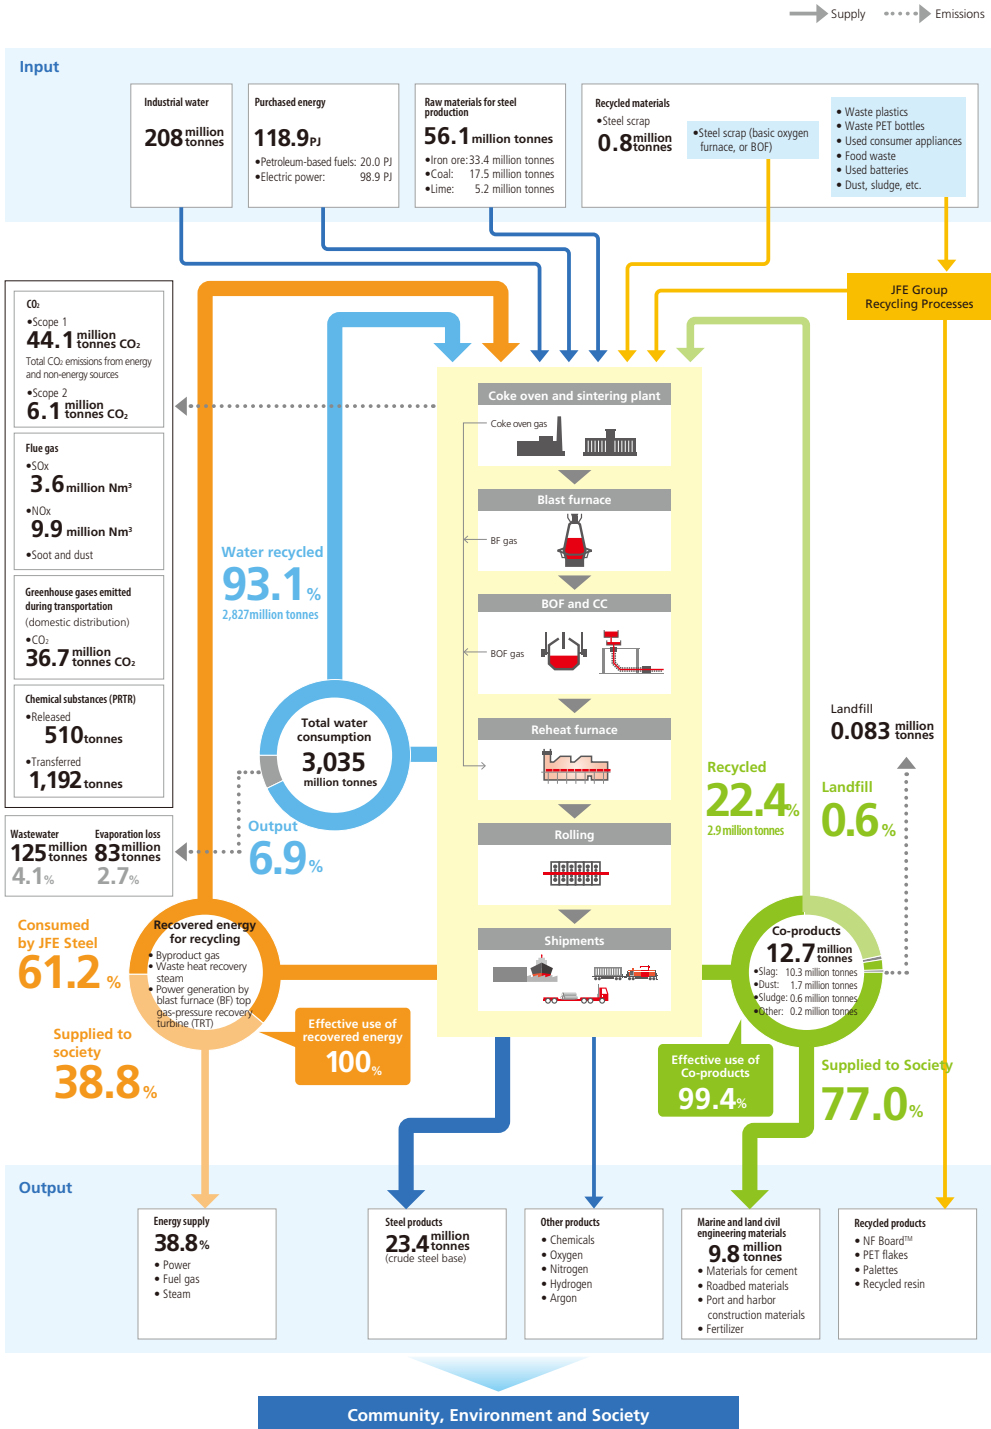 Supply
Emissions
Input
Industrial water
208 million tonnes
Purchased energy
118.9 PJ
•Petroleum-based fuels: 20.0 PJ
•Electric power: 98.9 PJ
Raw materials for steel
production
56.1 million tonnes
•Iron ore: 33.4 million tonnes
•Coal: 17.5 million tonnes
•Lime: 5.2 million tonnes
Recycled materials
•Steel scrap
0.8 million tonnes
•Steel scrap (basic oxygen
furnace, or BOF)
• Waste plastics
• Waste PET bottles
• Used consumer appliances
• Food waste
• Used batteries
• Dust, sludge, etc.
JFE Group
Recycling Processes
CO₂
•Scope 1
44.1 million tonnes CO₂
Total CO₂ emissions from energy
and non-energy sources
•Scope 2
6.1 million tonnes CO₂
Flue gas
•SOx
3.6 million Nm³
•NOx
9.9 million Nm³
•Soot and dust
Greenhouse gases emitted
during transportation
(domestic distribution)
•CO₂
36.7 million tonnes CO₂
Chemical substances (PRTR)
•Released
510 tonnes
•Transferred
1,192 tonnes
Wastewater
125 million tonnes
4.1%
Evaporation loss
83 million tonnes
2.7%
Water recycled
93.1%
2,827million tonnes
Total water
consumption
3,035
million tonnes
Output
6.9%
Coke oven and sintering plant
Coke oven gas
Blast furnace
BF gas
BOF and CC
BOF gas
Reheat furnace
Rolling
Shipments
Recycled
22.4%
2.9 million tonnes
Landfill
0.083 million tonnes
Landfill
0.6%
Consumed
by JFE Steel
61.2 %
Supplied to
society
38.8%
Recovered energy
for recycling
• Byproduct gas
• Waste heat recovery
steam
• Power generation by
blast furnace (BF) top
gas-pressure recovery
turbine (TRT)
Effective use of
recovered energy
100%
Co-products
12.7 million tonnes
•Slag: 10.3 million tonnes
•Dust: 1.7 million tonnes
•Sludge: 0.6 million tonnes
•Other: 0.2 million tonnes
Effective use of
Co-products
99.4%
Supplied to Society
77.0%
Output
Energy supply
38.8%
• Power
• Fuel gas
• Steam
Steel products
23.4 million tonnes
(crude steel base)
Other products
• Chemicals
• Oxygen
• Nitrogen
• Hydrogen
• Argon
Marine and land civil
engineering materials
9.8 million tonnes
• Materials for cement
• Roadbed materials
• Port and harbor
construction materials
• Fertilizer
Recycled products
• NF Board™
• PET flakes
• Palettes
• Recycled resin
Community, Environment and Society